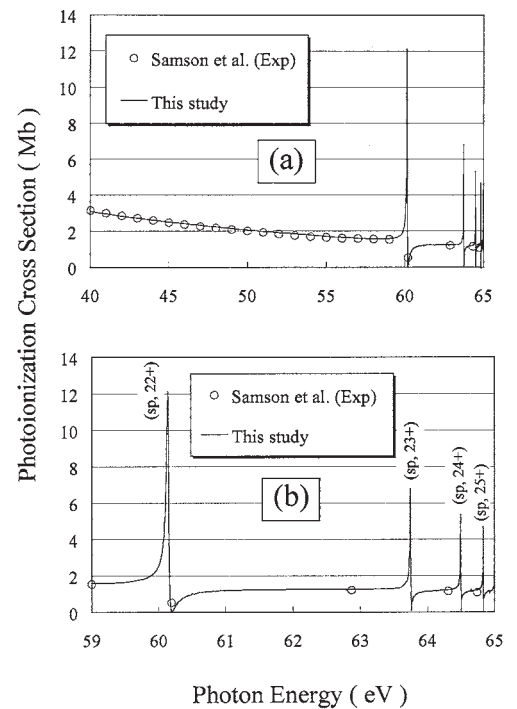 Photoionization Cross Section ( Mb )
14
12
10
8
6
4
2
0
Samson et al. (Exp)
This study
(a)
40 45 50 55 60 65
14
12
10
8
6
4
2
0
(sp, 22+)
Samson et al. (Exp)
This study
(b)
(sp, 23+)
(sp, 24+)
(sp, 25+)
59 60 61 62 63 64 65
Photon Energy ( eV )